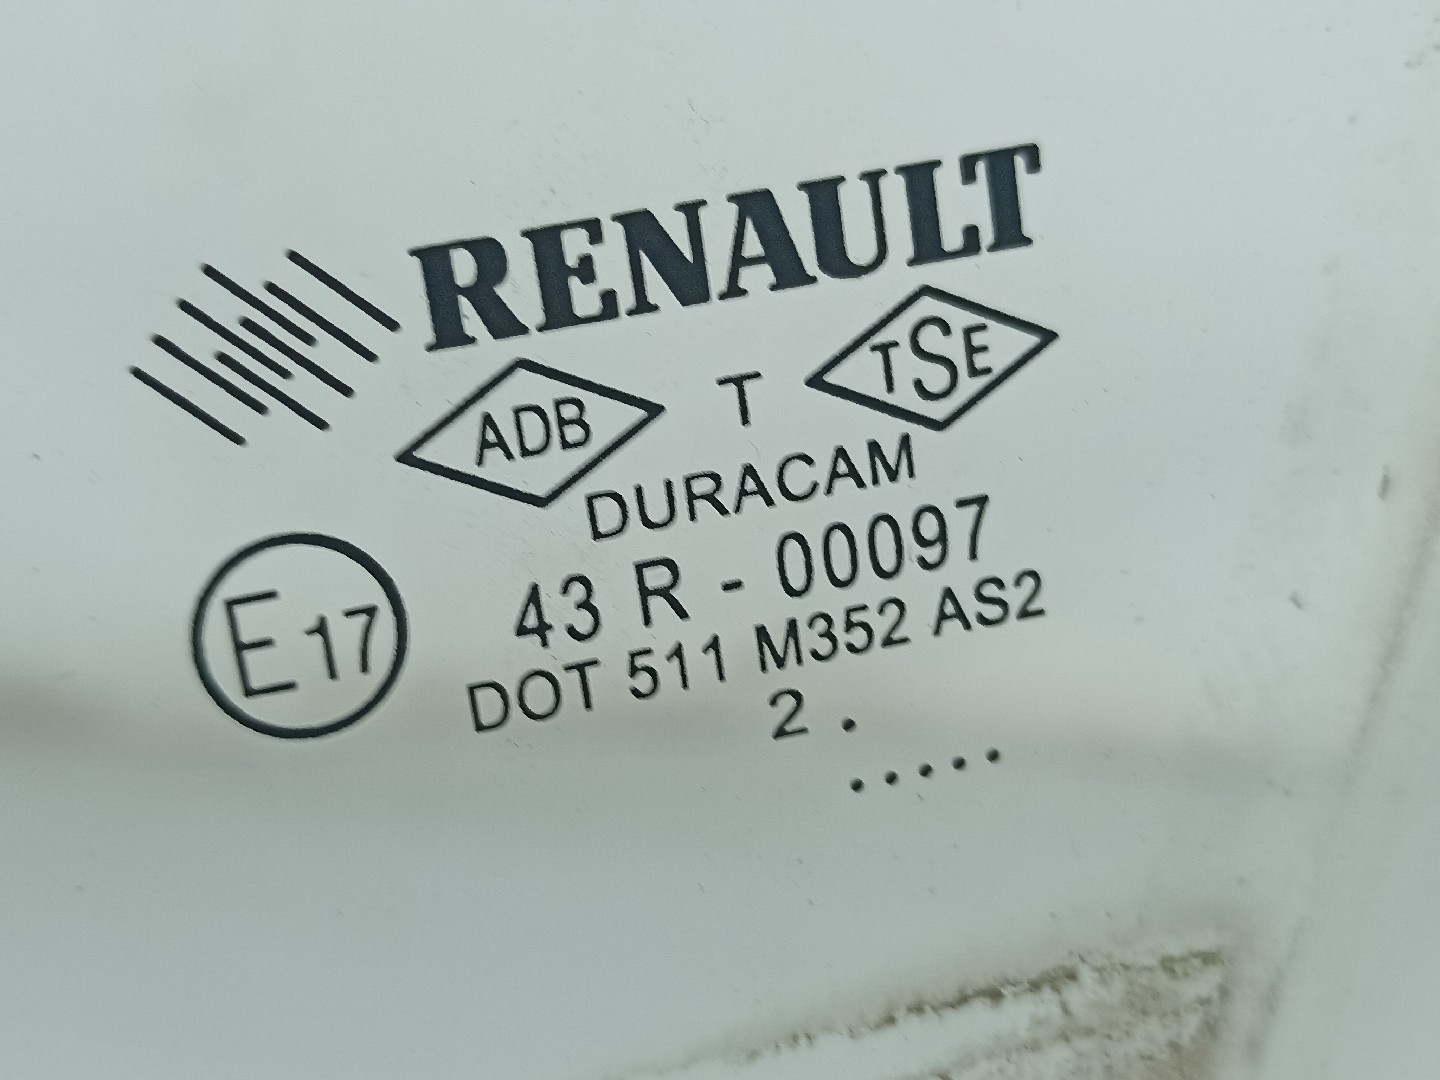 RENAULT
ADB T TSE
DURACAM
E17 43 R - 00097
DOT 511 M352 AS2
2 .
.....